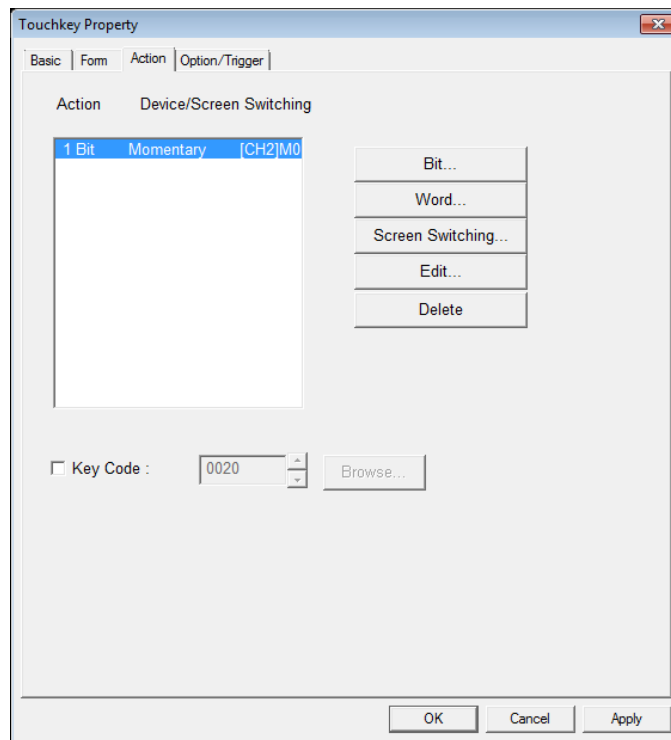 Touchkey Property
Basic Form Action Option/Trigger
Action Device/Screen Switching
1 Bit Momentary [CH2]M0
Bit...
Word...
Screen Switching...
Edit...
Delete
Key Code : 0020 Browse...
OK Cancel Apply